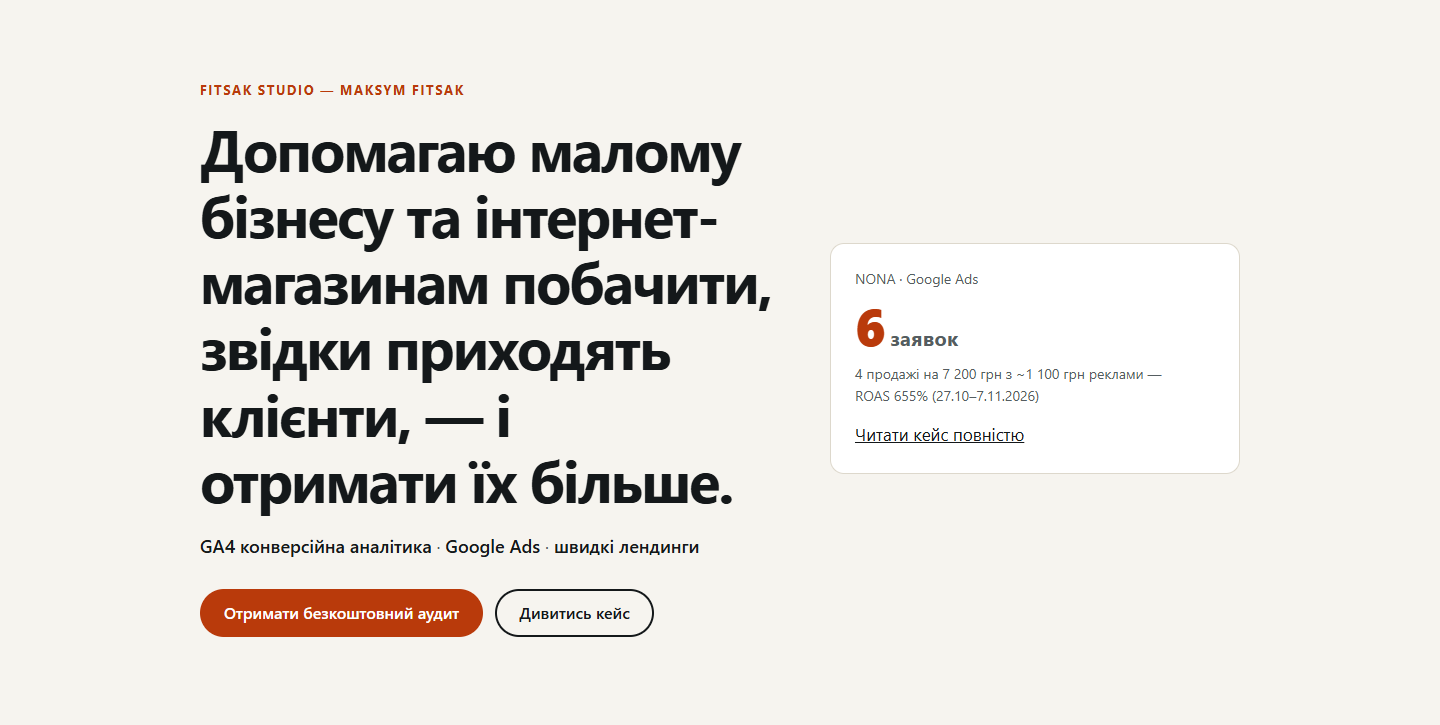 FITSAK STUDIO — MAKSYM FITSAK
Допомагаю малому
бізнесу та інтернет-
магазинам побачити,
звідки приходять
клієнти, — і
отримати їх більше.
GA4 конверсійна аналітика · Google Ads · швидкі лендинги
Отримати безкоштовний аудит
Дивитись кейс
NONA · Google Ads
6 заявок
4 продажі на 7 200 грн з ~1 100 грн реклами —
ROAS 655% (27.10–7.11.2026)
Читати кейс повністю